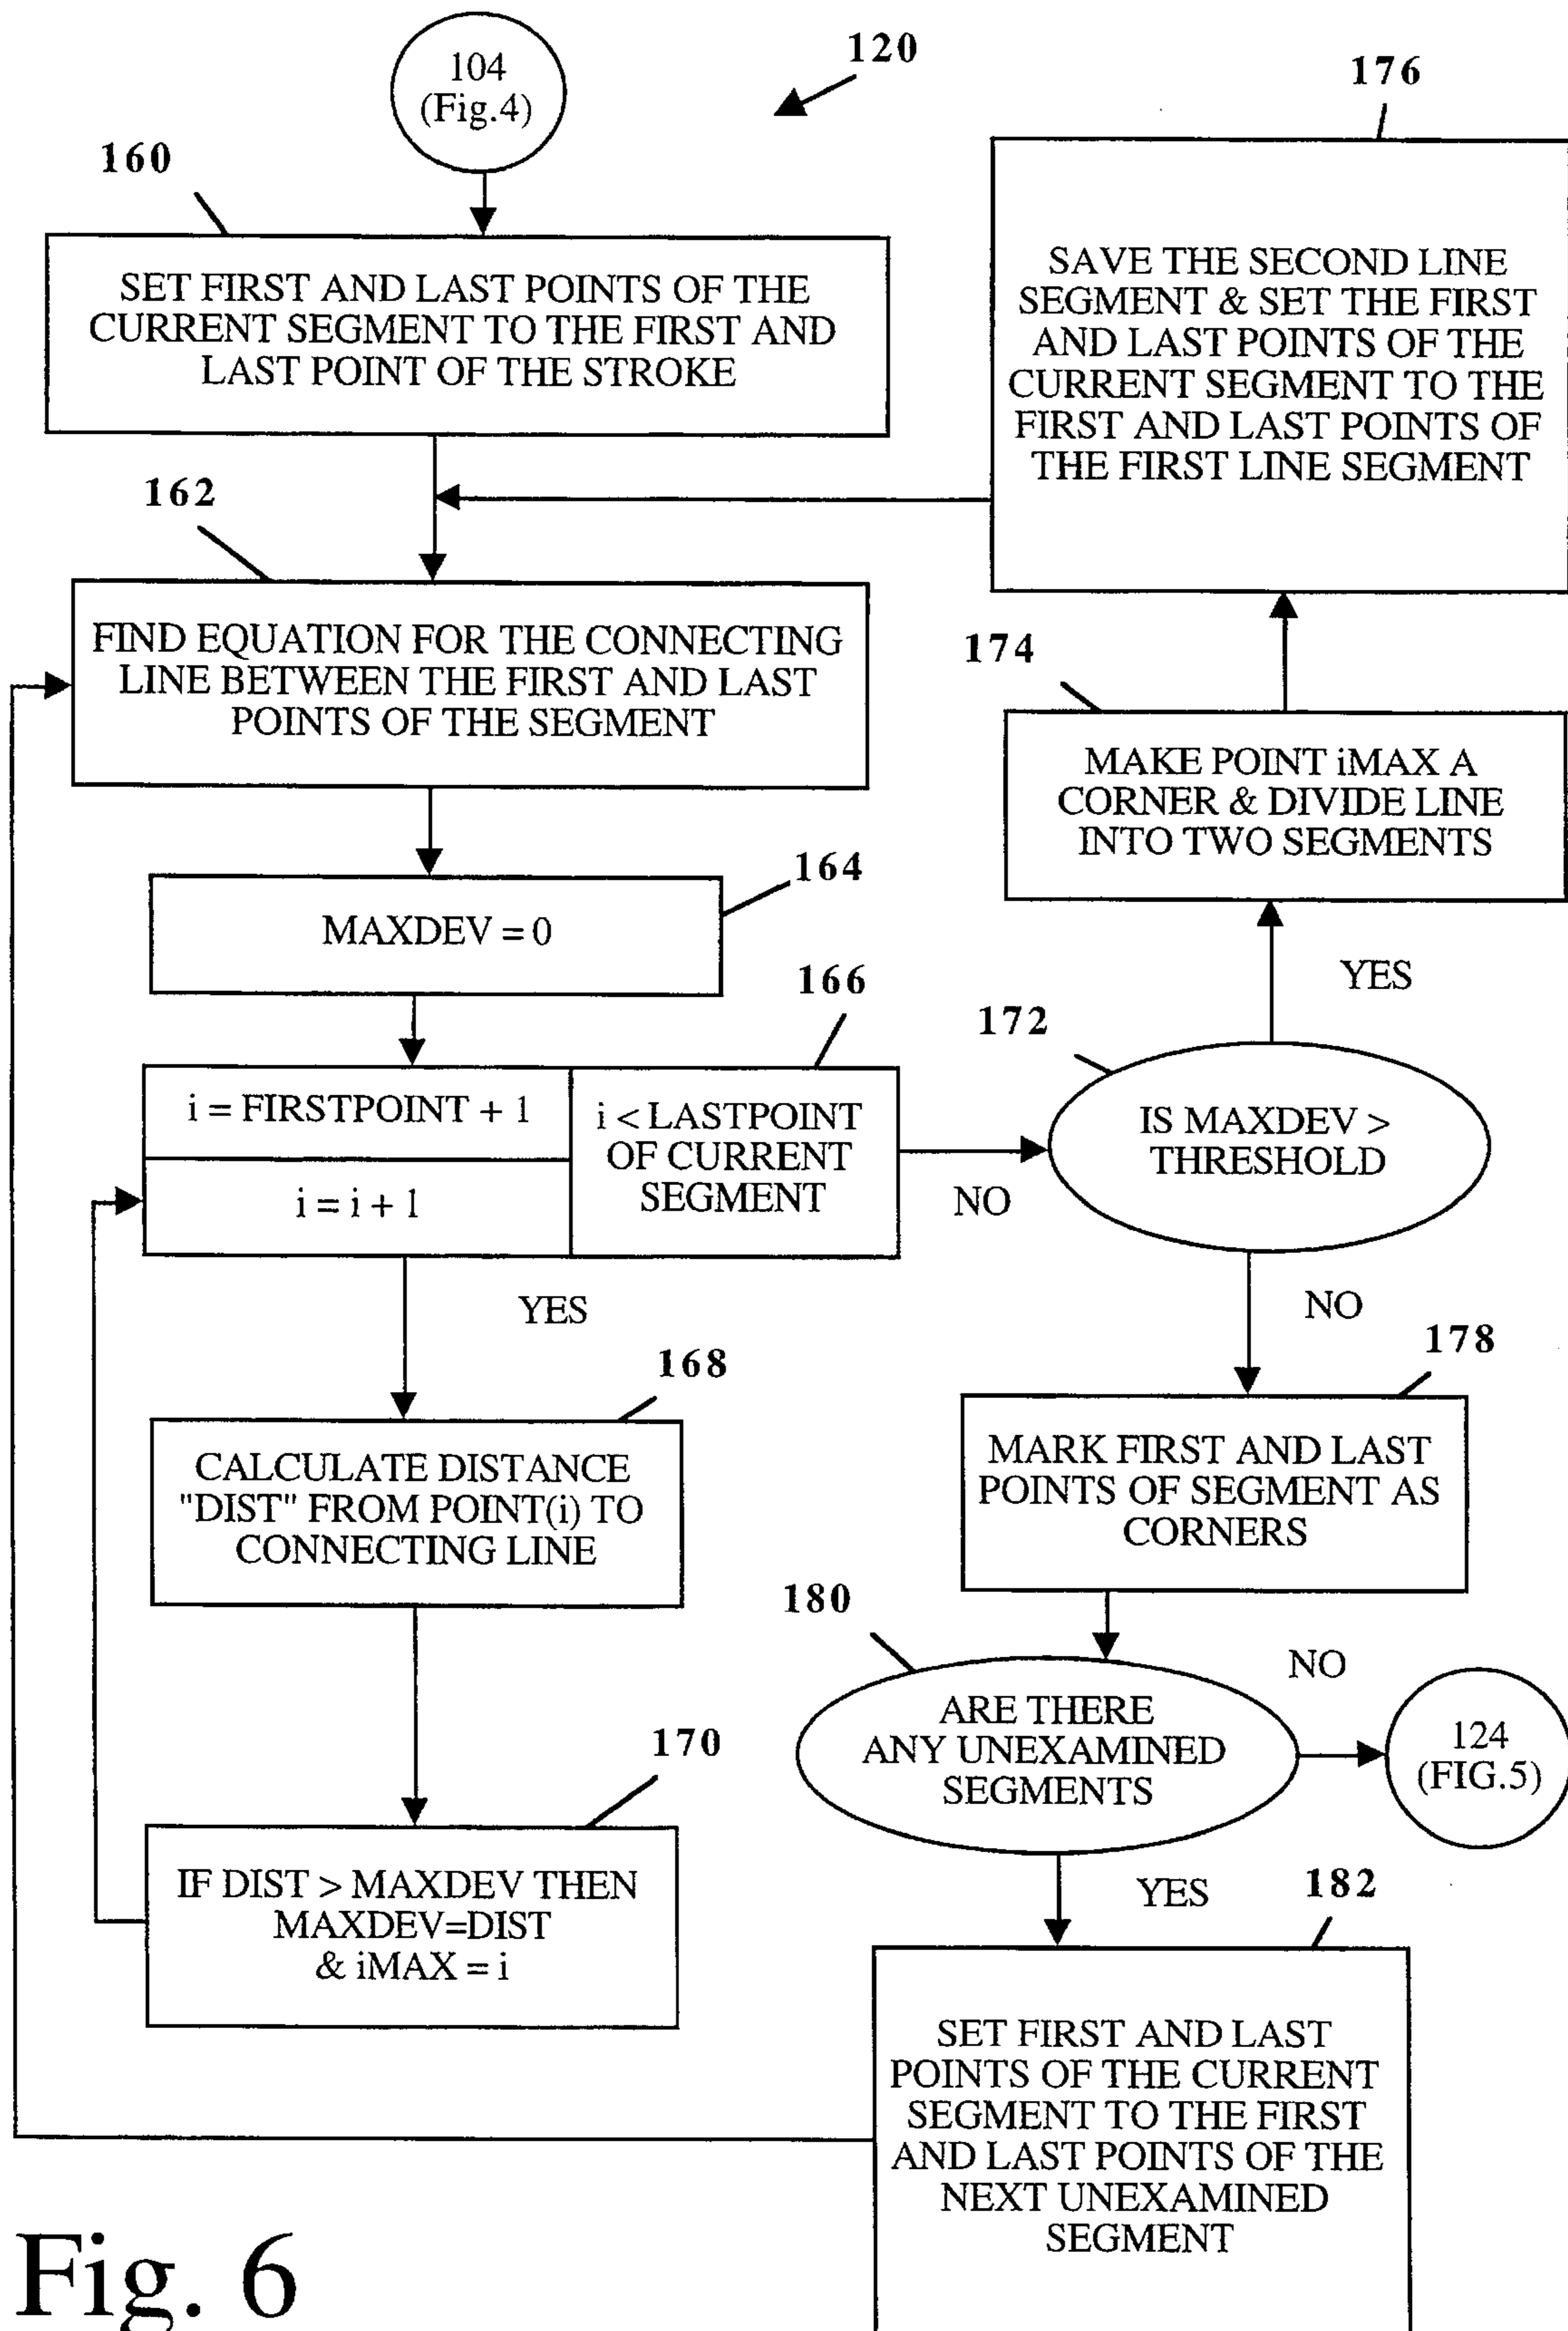 104
(Fig.4)
120
160
SET FIRST AND LAST POINTS OF THE
CURRENT SEGMENT TO THE FIRST AND
LAST POINT OF THE STROKE
176
SAVE THE SECOND LINE
SEGMENT & SET THE FIRST
AND LAST POINTS OF THE
CURRENT SEGMENT TO THE
FIRST AND LAST POINTS OF
THE FIRST LINE SEGMENT
162
FIND EQUATION FOR THE CONNECTING
LINE BETWEEN THE FIRST AND LAST
POINTS OF THE SEGMENT
174
MAKE POINT iMAX A
CORNER & DIVIDE LINE
INTO TWO SEGMENTS
164
MAXDEV = 0
YES
166
i = FIRSTPOINT + 1
i = i + 1
i < LASTPOINT
OF CURRENT
SEGMENT
NO
172
IS MAXDEV >
THRESHOLD
YES
NO
168
CALCULATE DISTANCE
"DIST" FROM POINT(i) TO
CONNECTING LINE
178
MARK FIRST AND LAST
POINTS OF SEGMENT AS
CORNERS
180
ARE THERE
ANY UNEXAMINED
SEGMENTS
NO
124
(FIG.5)
170
IF DIST > MAXDEV THEN
MAXDEV=DIST
& iMAX = i
YES
182
SET FIRST AND LAST
POINTS OF THE CURRENT
SEGMENT TO THE FIRST
AND LAST POINTS OF THE
NEXT UNEXAMINED
SEGMENT
Fig. 6